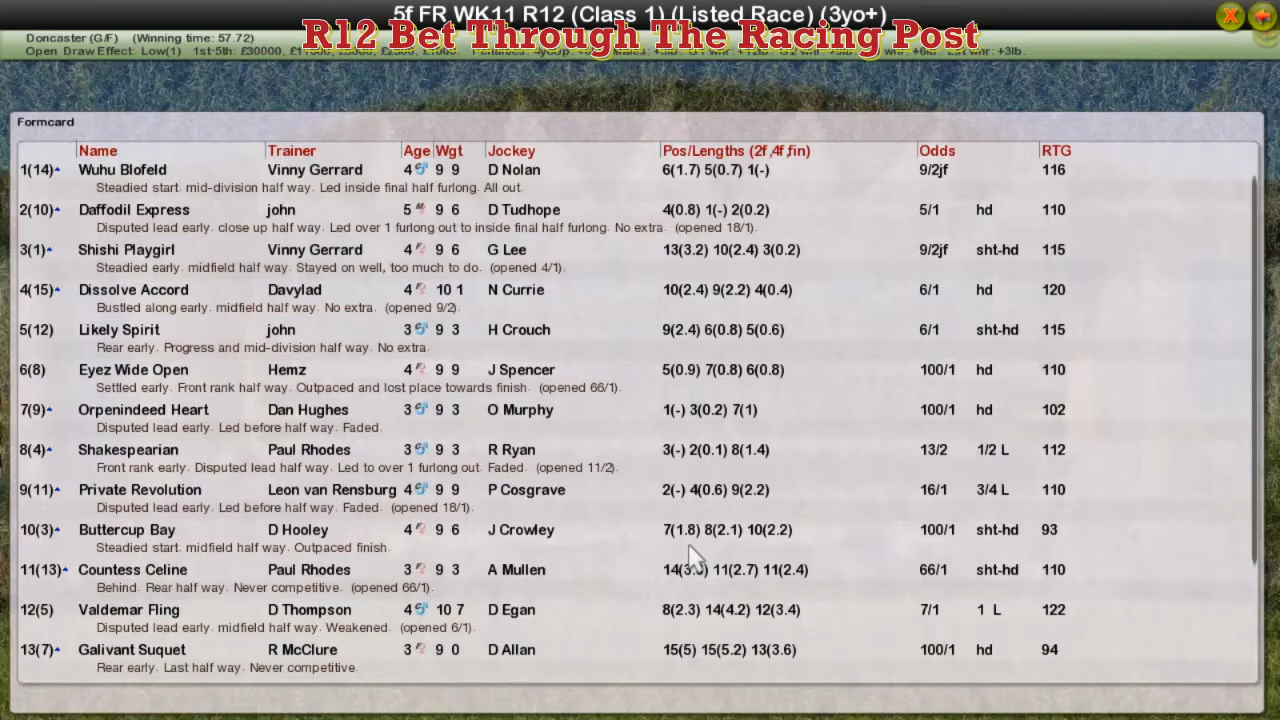 5f FR WK11 R12 (Class 1) (Listed Race) (3yo+)
R12 Bet Through The Racing Post
Doncaster (G/F) (Winning time: 57.72)
Open Draw Effect: Low(1) 1st-5th: £30000,
Formcard
Name Trainer Age Wgt Jockey Pos/Lengths (2f,4f,fin) Odds RTG
1(14) Wuhu Blofeld Vinny Gerrard 4 9 9 D Nolan 6(1.7) 5(0.7) 1(-) 9/2jf 116
Steadied start. mid-division half way. Led inside final half furlong. All out.
2(10) Daffodil Express john 5 9 6 D Tudhope 4(0.8) 1(-) 2(0.2) 5/1 hd 110
Disputed lead early. close up half way. Led over 1 furlong out to inside final half furlong. No extra. (opened 18/1).
3(1) Shishi Playgirl Vinny Gerrard 4 9 6 G Lee 13(3.2) 10(2.4) 3(0.2) 9/2jf sht-hd 115
Steadied early. midfield half way. Stayed on well, too much to do. (opened 4/1).
4(15) Dissolve Accord Davylad 4 10 1 N Currie 10(2.4) 9(2.2) 4(0.4) 6/1 hd 120
Bustled along early. midfield half way. No extra. (opened 9/2).
5(12) Likely Spirit john 3 9 3 H Crouch 9(2.4) 6(0.8) 5(0.6) 6/1 sht-hd 115
Rear early. Progress and mid-division half way. No extra.
6(8) Eyez Wide Open Hemz 4 9 9 J Spencer 5(0.9) 7(0.8) 6(0.8) 100/1 hd 110
Settled early. Front rank half way. Outpaced and lost place towards finish. (opened 66/1).
7(9) Orpenindeed Heart Dan Hughes 3 9 3 O Murphy 1(-) 3(0.2) 7(1) 100/1 hd 102
Disputed lead early. Led before half way. Faded.
8(4) Shakespearian Paul Rhodes 3 9 3 R Ryan 3(-) 2(0.1) 8(1.4) 13/2 1/2 L 112
Front rank early. Disputed lead half way. Led to over 1 furlong out. Faded. (opened 11/2).
9(11) Private Revolution Leon van Rensburg 4 9 9 P Cosgrave 2(-) 4(0.6) 9(2.2) 16/1 3/4 L 110
Disputed lead early. Led before half way. Faded. (opened 18/1).
10(3) Buttercup Bay D Hooley 4 9 6 J Crowley 7(1.8) 8(2.1) 10(2.2) 100/1 sht-hd 93
Steadied start. midfield half way. Outpaced finish.
11(13) Countess Celine Paul Rhodes 3 9 3 A Mullen 11(2.7) 11(2.4) 66/1 sht-hd 110
Behind. Rear half way. Never competitive. (opened 66/1).
12(5) Valdemar Fling D Thompson 4 10 7 D Egan 8(2.3) 14(4.2) 12(3.4) 7/1 1 L 122
Disputed lead early. midfield half way. Weakened. (opened 6/1).
13(7) Galivant Suquet R McClure 3 9 0 D Allan 15(5) 15(5.2) 13(3.6) 100/1 hd 94
Rear early. Last half way. Never competitive.